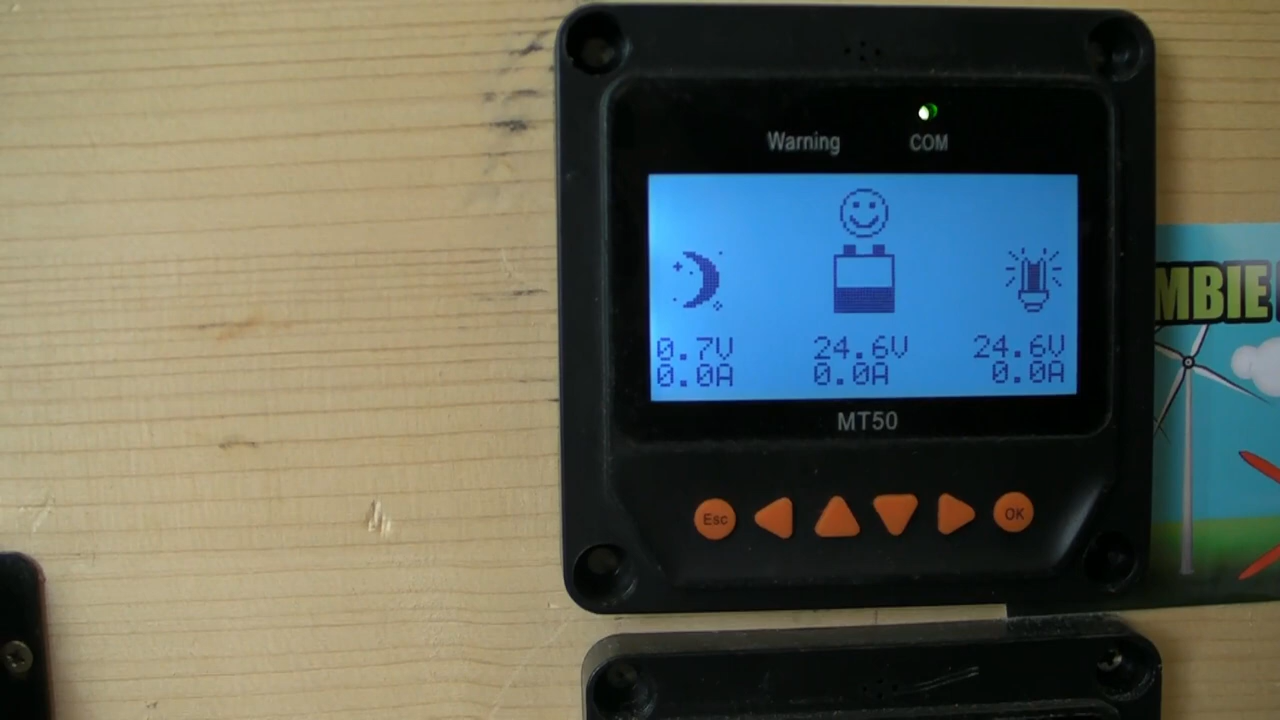 Warning COM
0.7V 24.6V 24.6V
0.0A 0.0A 0.0A
MT50
Esc OK
MBIE